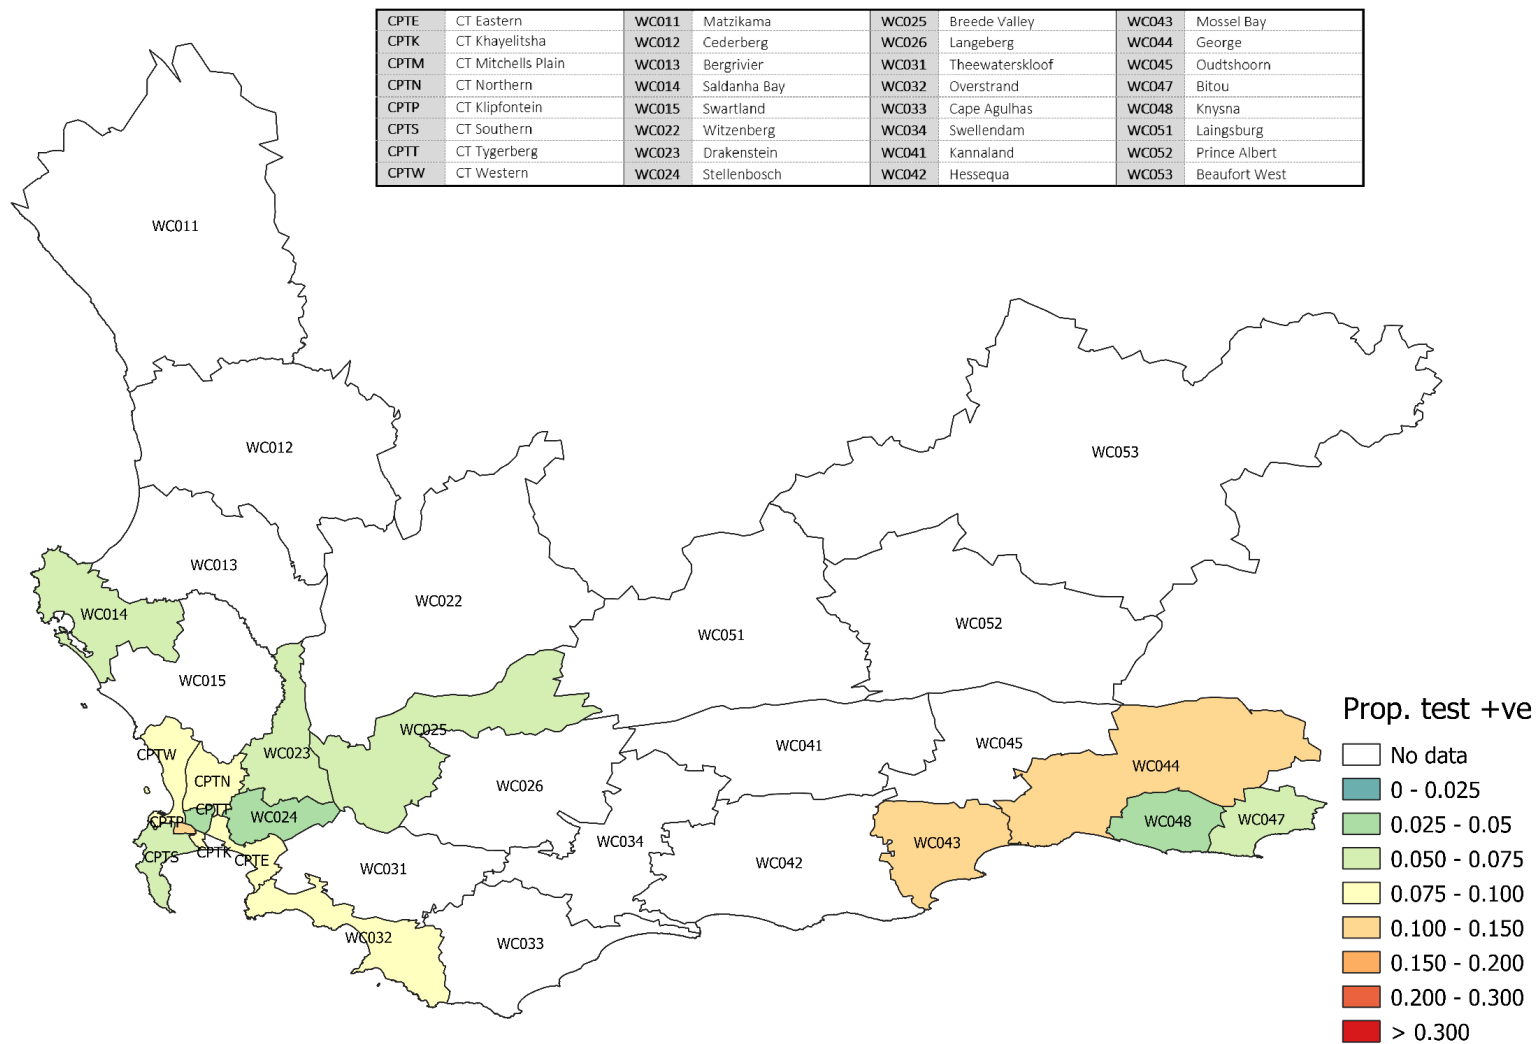 CPTE CT Eastern WC011 Matzikama WC025 Breede Valley WC043 Mossel Bay
CPTK CT Khayelitsha WC012 Cederberg WC026 Langeberg WC044 George
CPTM CT Mitchells Plain WC013 Bergrivier WC031 Theewaterskloof WC045 Oudtshoorn
CPTN CT Northern WC014 Saldanha Bay WC032 Overstrand WC047 Bitou
CPTP CT Klipfontein WC015 Swartland WC033 Cape Agulhas WC048 Knysna
CPTS CT Southern WC022 Witzenberg WC034 Swellendam WC051 Laingsburg
CPTT CT Tygerberg WC023 Drakenstein WC041 Kannaland WC052 Prince Albert
CPTW CT Western WC024 Stellenbosch WC042 Hessequa WC053 Beaufort West
WC011
WC012
WC053
WC013
WC022
WC014
WC052
WC051
WC015
WC025
WC041
WC045
CPTW
WC023
WC044
CPTN
WC026
CPTT
WC024
CPTP
WC048
WC047
WC034
WC043
CPTS
CPTK
CPTE
WC031
WC042
WC032
WC033
Prop. test +ve
No data
0 - 0.025
0.025 - 0.05
0.050 - 0.075
0.075 - 0.100
0.100 - 0.150
0.150 - 0.200
0.200 - 0.300
> 0.300